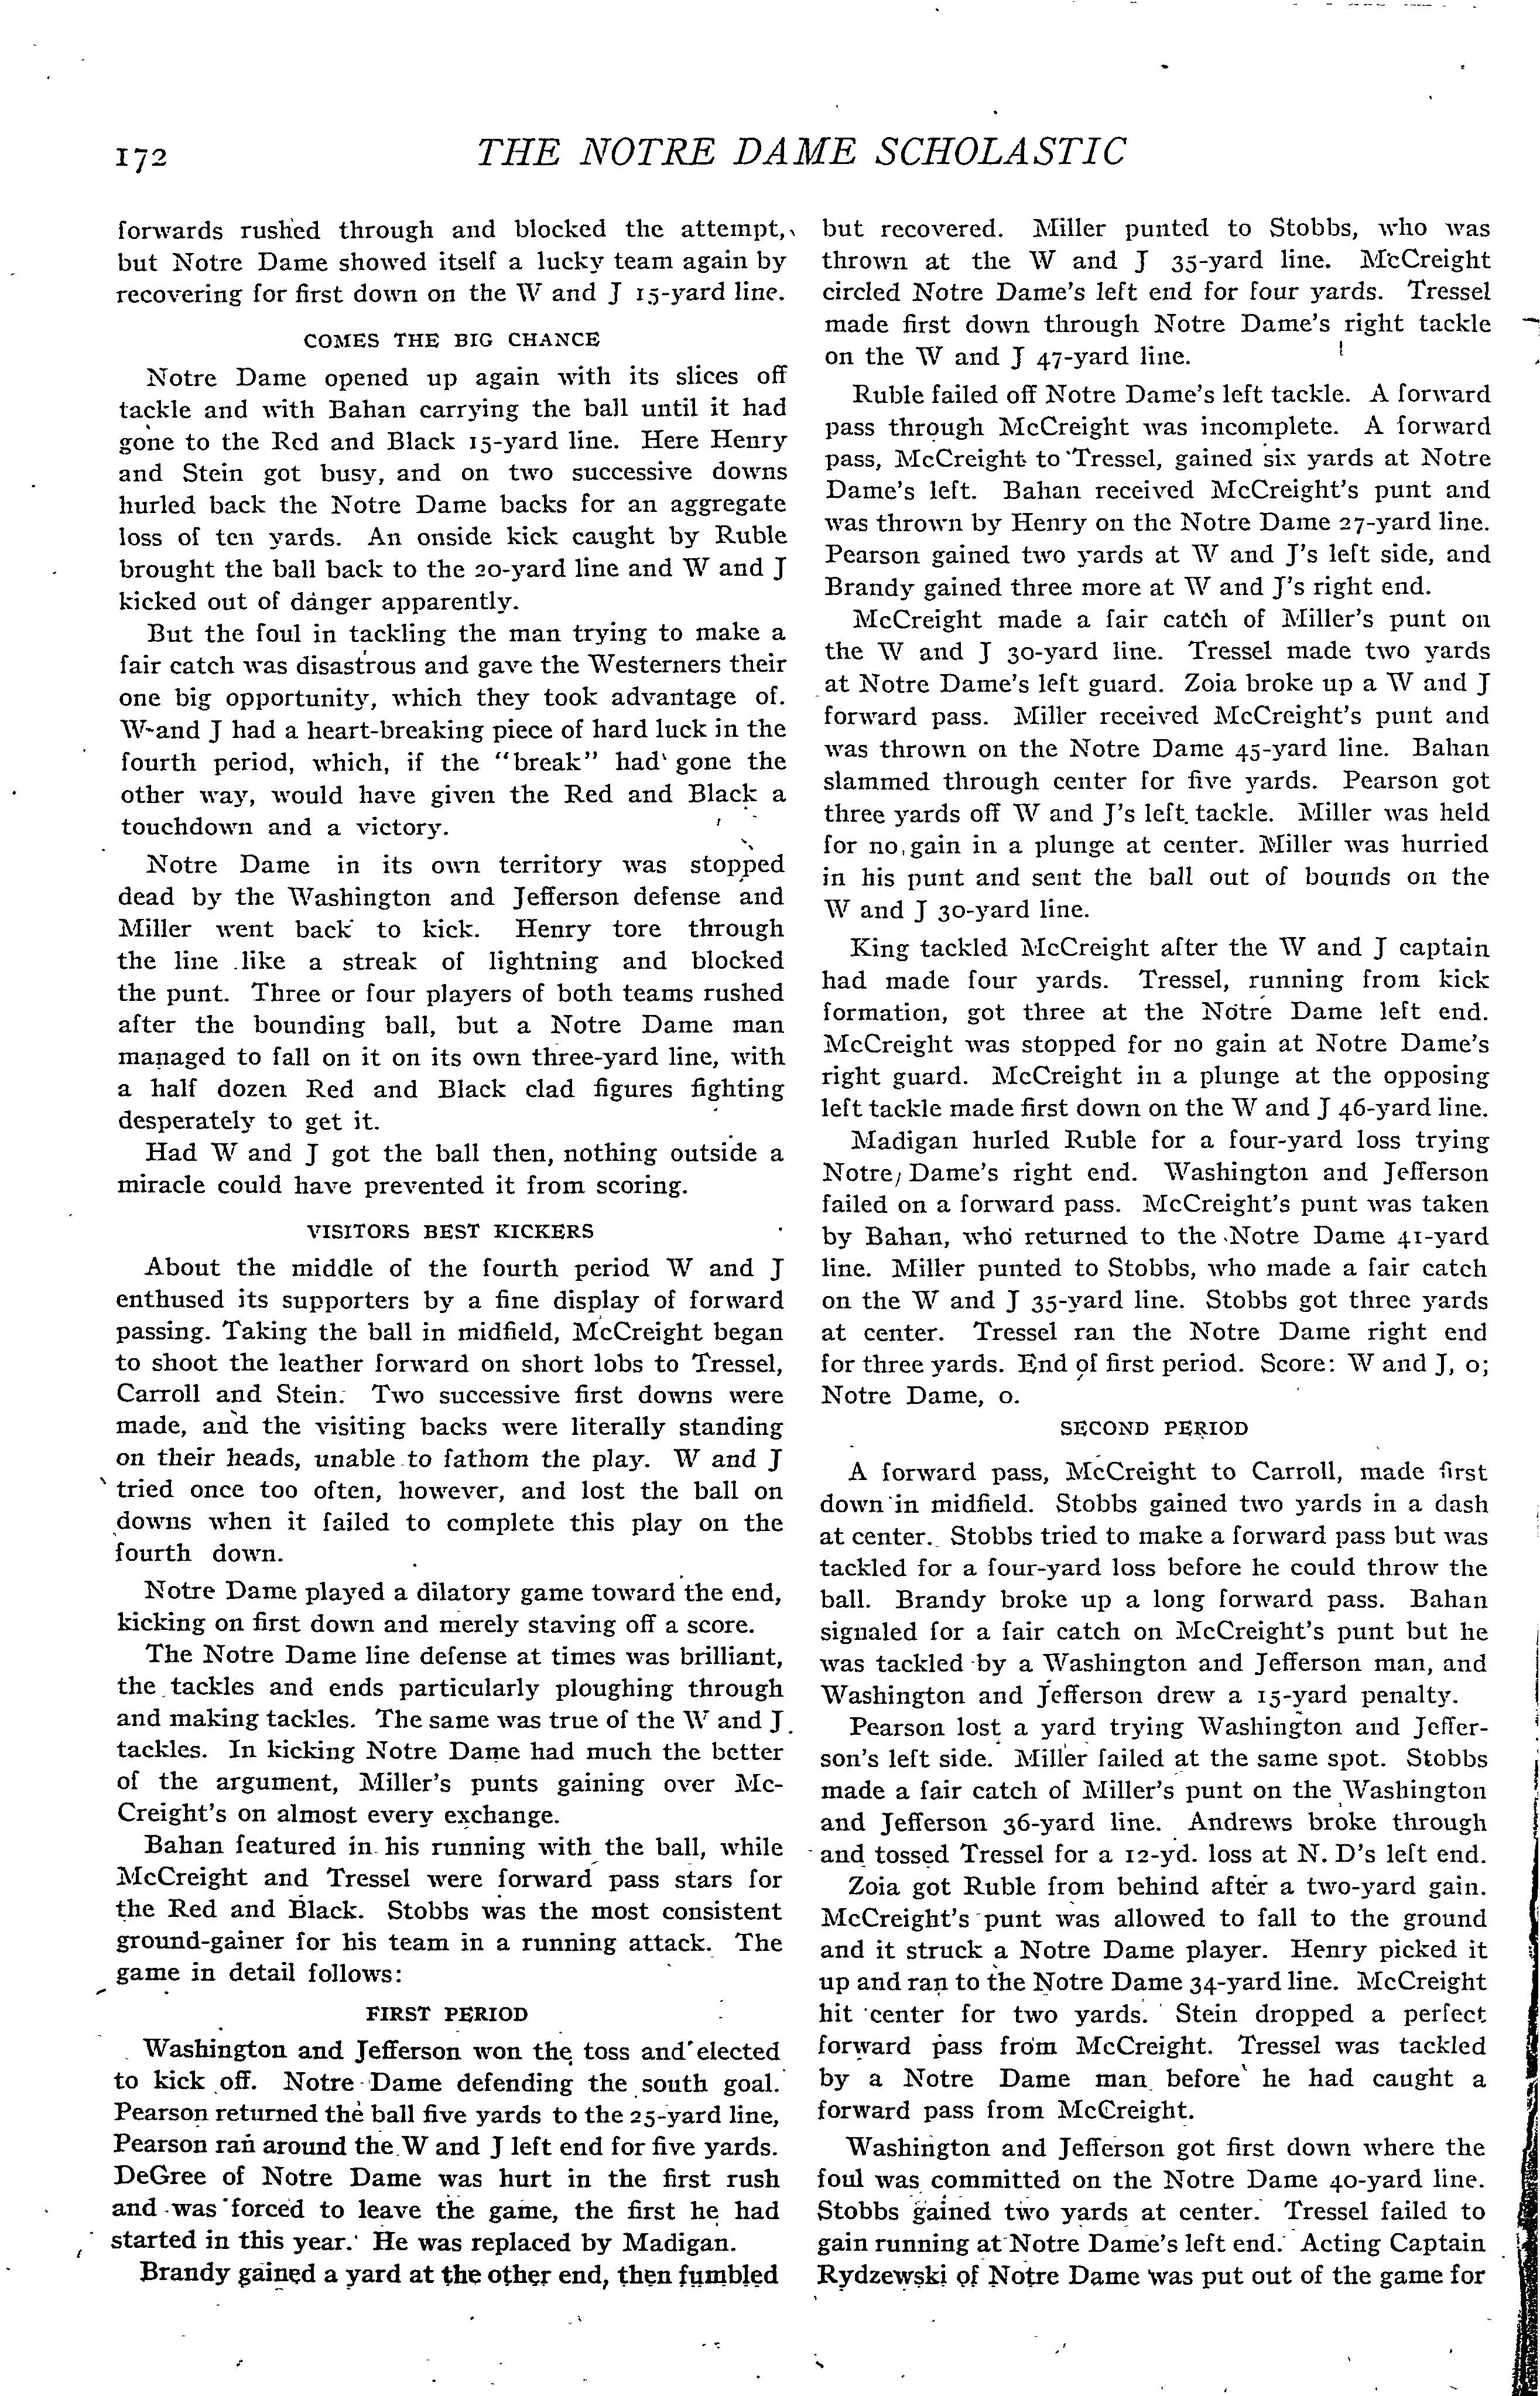 172
THE NOTRE DAME SCHOLASTIC
forwards rushed through and blocked the attempt,
but Notre Dame showed itself a lucky team again by
recovering for first down on the W and J 15-yard line.
COMES THE BIG CHANCE
Notre Dame opened up again with its slices off
tackle and with Bahan carrying the ball until it had
gone to the Red and Black 15-yard line. Here Henry
and Stein got busy, and on two successive downs
hurled back the Notre Dame backs for an aggregate
loss of ten yards. An onside kick caught by Ruble
brought the ball back to the 20-yard line and W and J
kicked out of danger apparently.
But the foul in tackling the man trying to make a
fair catch was disastrous and gave the Westerners their
one big opportunity, which they took advantage of.
W and J had a heart-breaking piece of hard luck in the
fourth period, which, if the "break" had gone the
other way, would have given the Red and Black a
touchdown and a victory.
Notre Dame in its own territory was stopped
dead by the Washington and Jefferson defense and
Miller went back to kick. Henry tore through
the line like a streak of lightning and blocked
the punt. Three or four players of both teams rushed
after the bounding ball, but a Notre Dame man
managed to fall on it on its own three-yard line, with
a half dozen Red and Black clad figures fighting
desperately to get it.
Had W and J got the ball then, nothing outside a
miracle could have prevented it from scoring.
VISITORS BEST KICKERS
About the middle of the fourth period W and J
enthused its supporters by a fine display of forward
passing. Taking the ball in midfield, McCreight began
to shoot the leather forward on short lobs to Tressel,
Carroll and Stein. Two successive first downs were
made, and the visiting backs were literally standing
on their heads, unable to fathom the play. W and J
tried once too often, however, and lost the ball on
downs when it failed to complete this play on the
fourth down.
Notre Dame played a dilatory game toward the end,
kicking on first down and merely staving off a score.
The Notre Dame line defense at times was brilliant,
the tackles and ends particularly ploughing through
and making tackles. The same was true of the W and J
tackles. In kicking Notre Dame had much the better
of the argument, Miller's punts gaining over Mc-
Creight's on almost every exchange.
Bahan featured in his running with the ball, while
McCreight and Tressel were forward pass stars for
the Red and Black. Stobbs was the most consistent
ground-gainer for his team in a running attack. The
game in detail follows:
FIRST PERIOD
Washington and Jefferson won the toss and elected
to kick off. Notre Dame defending the south goal.
Pearson returned the ball five yards to the 25-yard line,
Pearson ran around the W and J left end for five yards.
DeGree of Notre Dame was hurt in the first rush
and was forced to leave the game, the first he had
started in this year. He was replaced by Madigan.
Brandy gained a yard at the other end, then fumbled
but recovered. Miller punted to Stobbs, who was
thrown at the W and J 35-yard line. McCreight
circled Notre Dame's left end for four yards. Tressel
made first down through Notre Dame's right tackle
on the W and J 47-yard line.
Ruble failed off Notre Dame's left tackle. A forward
pass through McCreight was incomplete. A forward
pass, McCreight to Tressel, gained six yards at Notre
Dame's left. Bahan received McCreight's punt and
was thrown by Henry on the Notre Dame 27-yard line.
Pearson gained two yards at W and J's left side, and
Brandy gained three more at W and J's right end.
McCreight made a fair catch of Miller's punt on
the W and J 30-yard line. Tressel made two yards
at Notre Dame's left guard. Zoia broke up a W and J
forward pass. Miller received McCreight's punt and
was thrown on the Notre Dame 45-yard line. Bahan
slammed through center for five yards. Pearson got
three yards off W and J's left tackle. Miller was held
for no gain in a plunge at center. Miller was hurried
in his punt and sent the ball out of bounds on the
W and J 30-yard line.
King tackled McCreight after the W and J captain
had made four yards. Tressel, running from kick
formation, got three at the Notre Dame left end.
McCreight was stopped for no gain at Notre Dame's
right guard. McCreight in a plunge at the opposing
left tackle made first down on the W and J 46-yard line.
Madigan hurled Ruble for a four-yard loss trying
Notre Dame's right end. Washington and Jefferson
failed on a forward pass. McCreight's punt was taken
by Bahan, who returned to the Notre Dame 41-yard
line. Miller punted to Stobbs, who made a fair catch
on the W and J 35-yard line. Stobbs got three yards
at center. Tressel ran the Notre Dame right end
for three yards. End of first period. Score: W and J, 0;
Notre Dame, 0.
SECOND PERIOD
A forward pass, McCreight to Carroll, made first
down in midfield. Stobbs gained two yards in a dash
at center. Stobbs tried to make a forward pass but was
tackled for a four-yard loss before he could throw the
ball. Brandy broke up a long forward pass. Bahan
signaled for a fair catch on McCreight's punt but he
was tackled by a Washington and Jefferson man, and
Washington and Jefferson drew a 15-yard penalty.
Pearson lost a yard trying Washington and Jeffer-
son's left side. Miller failed at the same spot. Stobbs
made a fair catch of Miller's punt on the Washington
and Jefferson 36-yard line. Andrews broke through
and tossed Tressel for a 12-yd. loss at N. D's left end.
Zoia got Ruble from behind after a two-yard gain.
McCreight's punt was allowed to fall to the ground
and it struck a Notre Dame player. Henry picked it
up and ran to the Notre Dame 34-yard line. McCreight
hit center for two yards. Stein dropped a perfect
forward pass from McCreight. Tressel was tackled
by a Notre Dame man before he had caught a
forward pass from McCreight.
Washington and Jefferson got first down where the
foul was committed on the Notre Dame 40-yard line.
Stobbs gained two yards at center. Tressel failed to
gain running at Notre Dame's left end. Acting Captain
Rydzewski of Notre Dame was put out of the game for